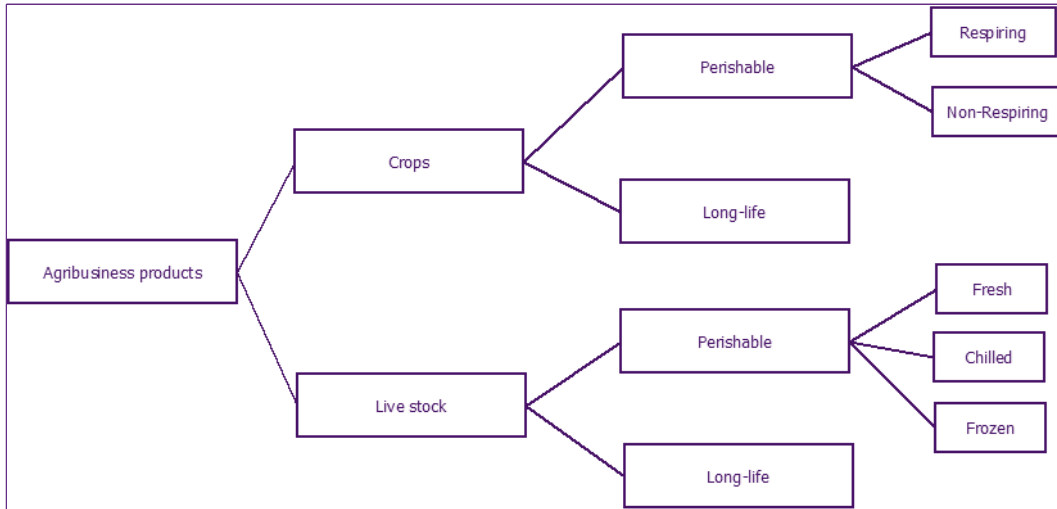 Respiring
Perishable
Non-Respiring
Crops
Long-life
Agribusiness products
Fresh
Perishable
Chilled
Live stock
Frozen
Long-life